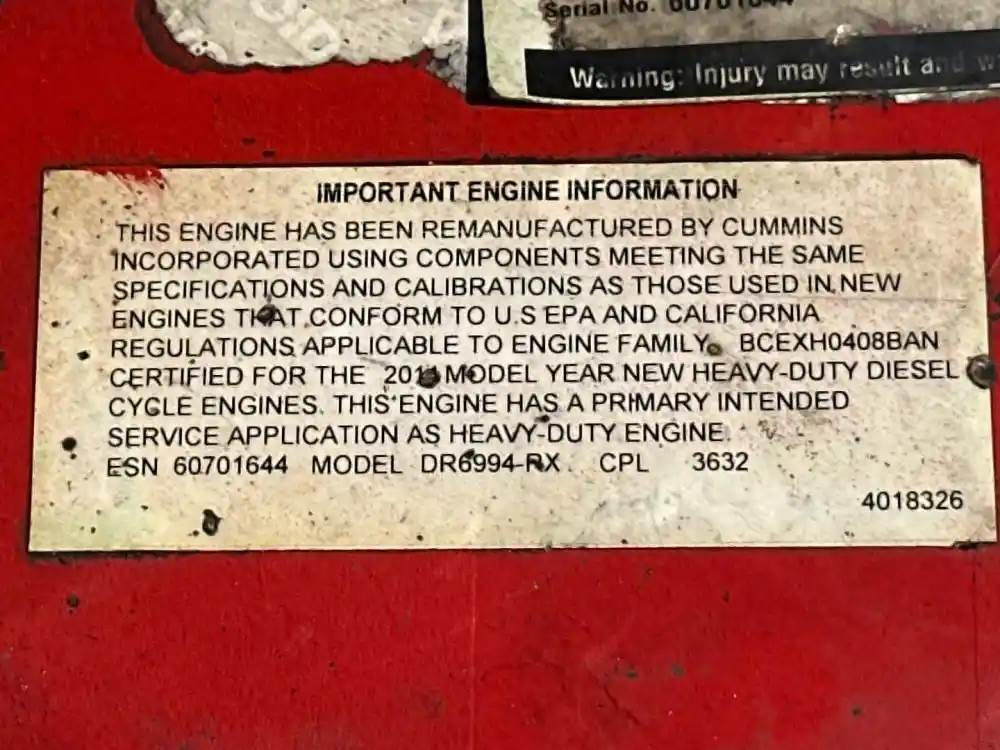 Serial No. 60701644
Warning: Injury may result and w
IMPORTANT ENGINE INFORMATION
THIS ENGINE HAS BEEN REMANUFACTURED BY CUMMINS
INCORPORATED USING COMPONENTS MEETING THE SAME
SPECIFICATIONS AND CALIBRATIONS AS THOSE USED IN NEW
ENGINES THAT CONFORM TO U.S EPA AND CALIFORNIA
REGULATIONS APPLICABLE TO ENGINE FAMILY BCEXH0408BAN
CERTIFIED FOR THE 2011 MODEL YEAR NEW HEAVY-DUTY DIESEL
CYCLE ENGINES. THIS ENGINE HAS A PRIMARY INTENDED
SERVICE APPLICATION AS HEAVY-DUTY ENGINE.
ESN 60701644 MODEL DR6994-RX CPL 3632
4018326